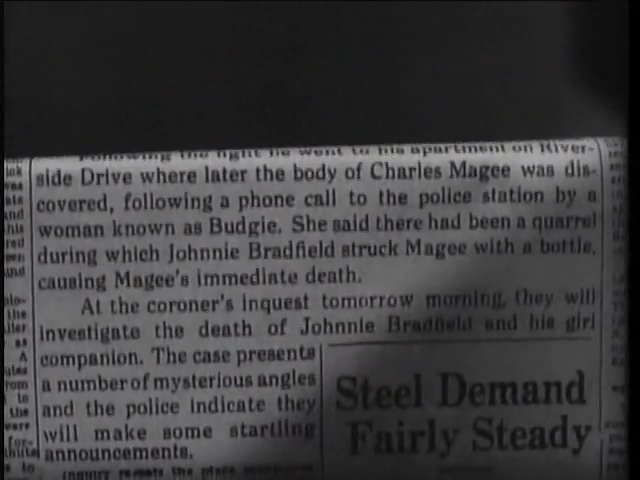 Following the fight he went to his apartment on River-
side Drive where later the body of Charles Magee was dis-
covered, following a phone call to the police station by a
woman known as Budgie. She said there had been a quarrel
during which Johnnie Bradfield struck Magee with a bottle,
causing Magee's immediate death.
At the coroner's inquest tomorrow morning, they will
investigate the death of Johnnie Bradfield and his girl
companion. The case presents
a number of mysterious angles
and the police indicate they
will make some startling
announcements.
Steel Demand
Fairly Steady